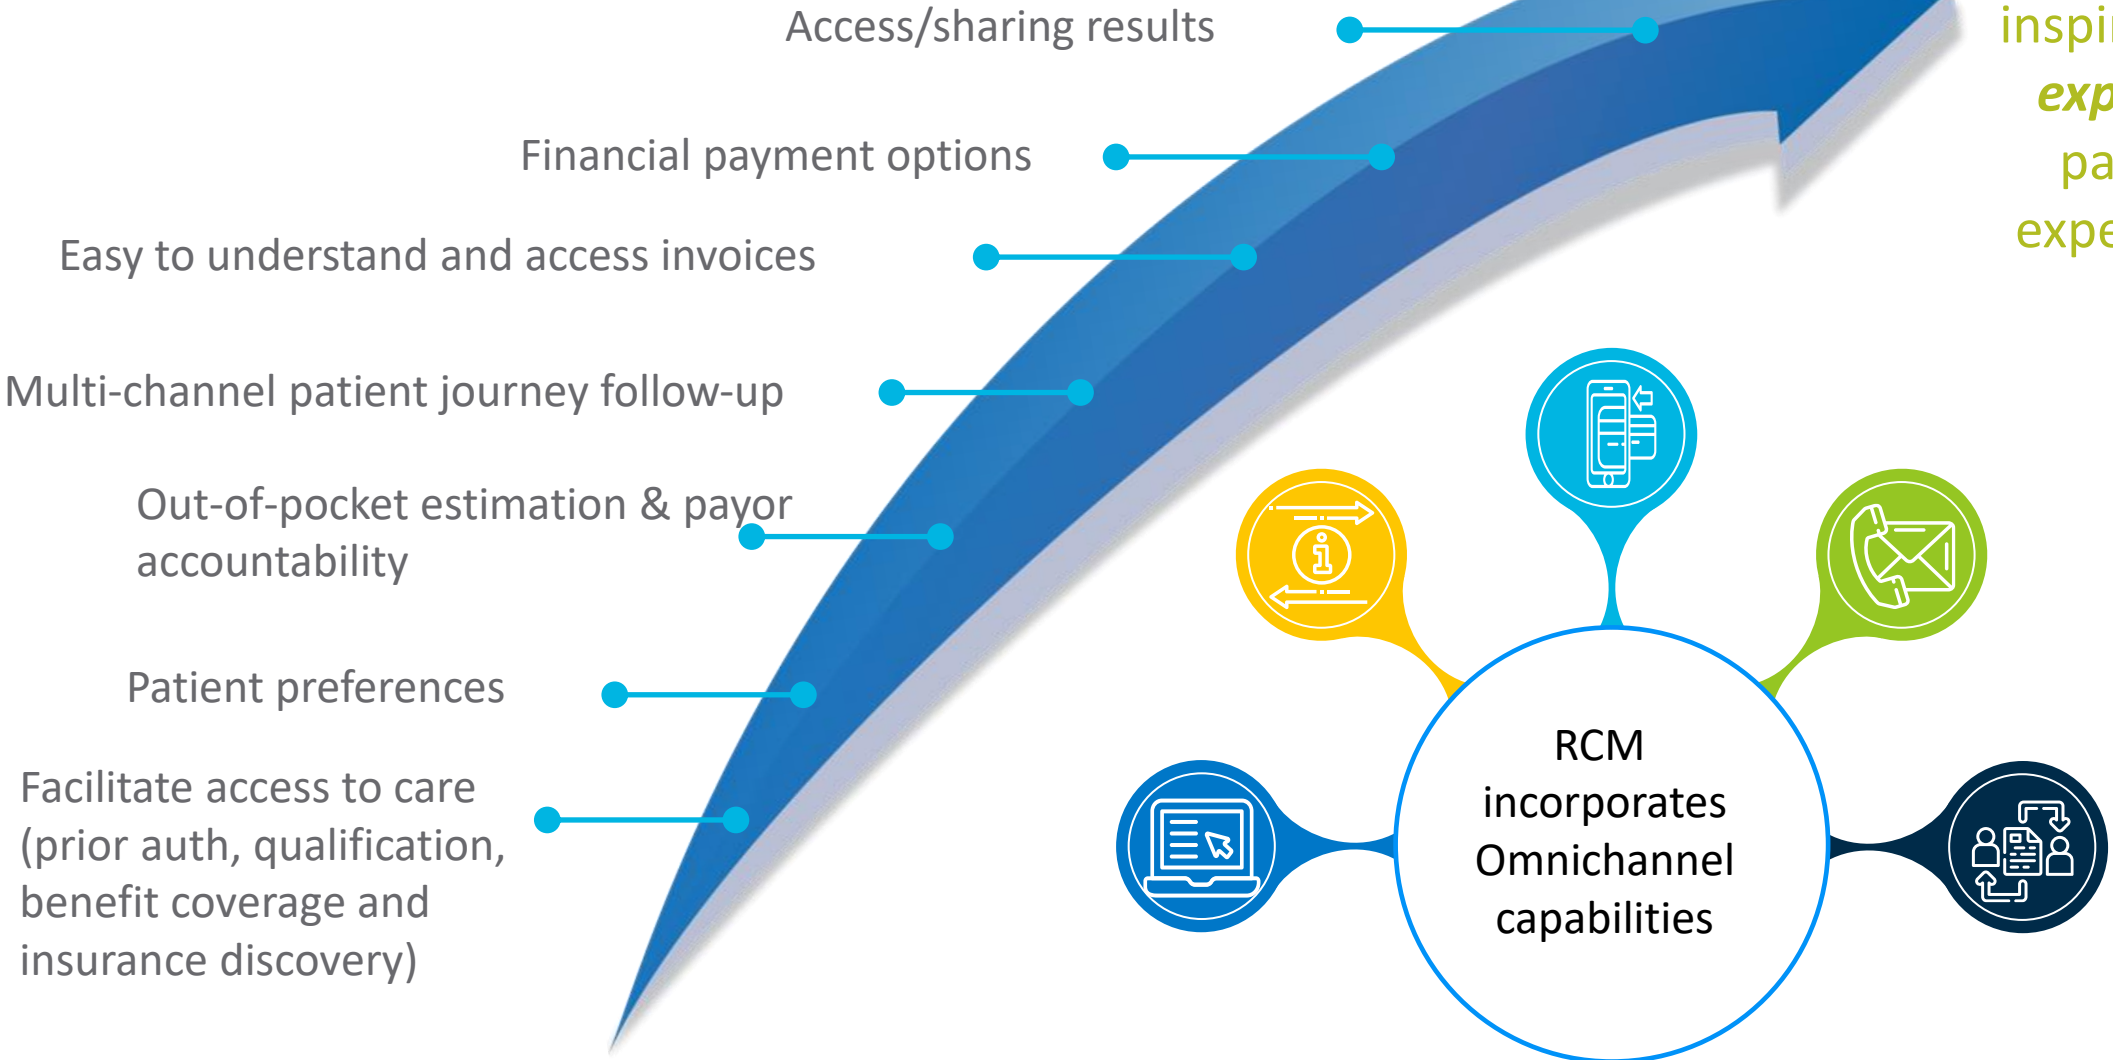 Access/sharing results
Financial payment options
Easy to understand and access invoices
Multi-channel patient journey follow-up
Out-of-pocket estimation & payor
accountability
Patient preferences
Facilitate access to care
(prior auth, qualification,
benefit coverage and
insurance discovery)
RCM
incorporates
Omnichannel
capabilities